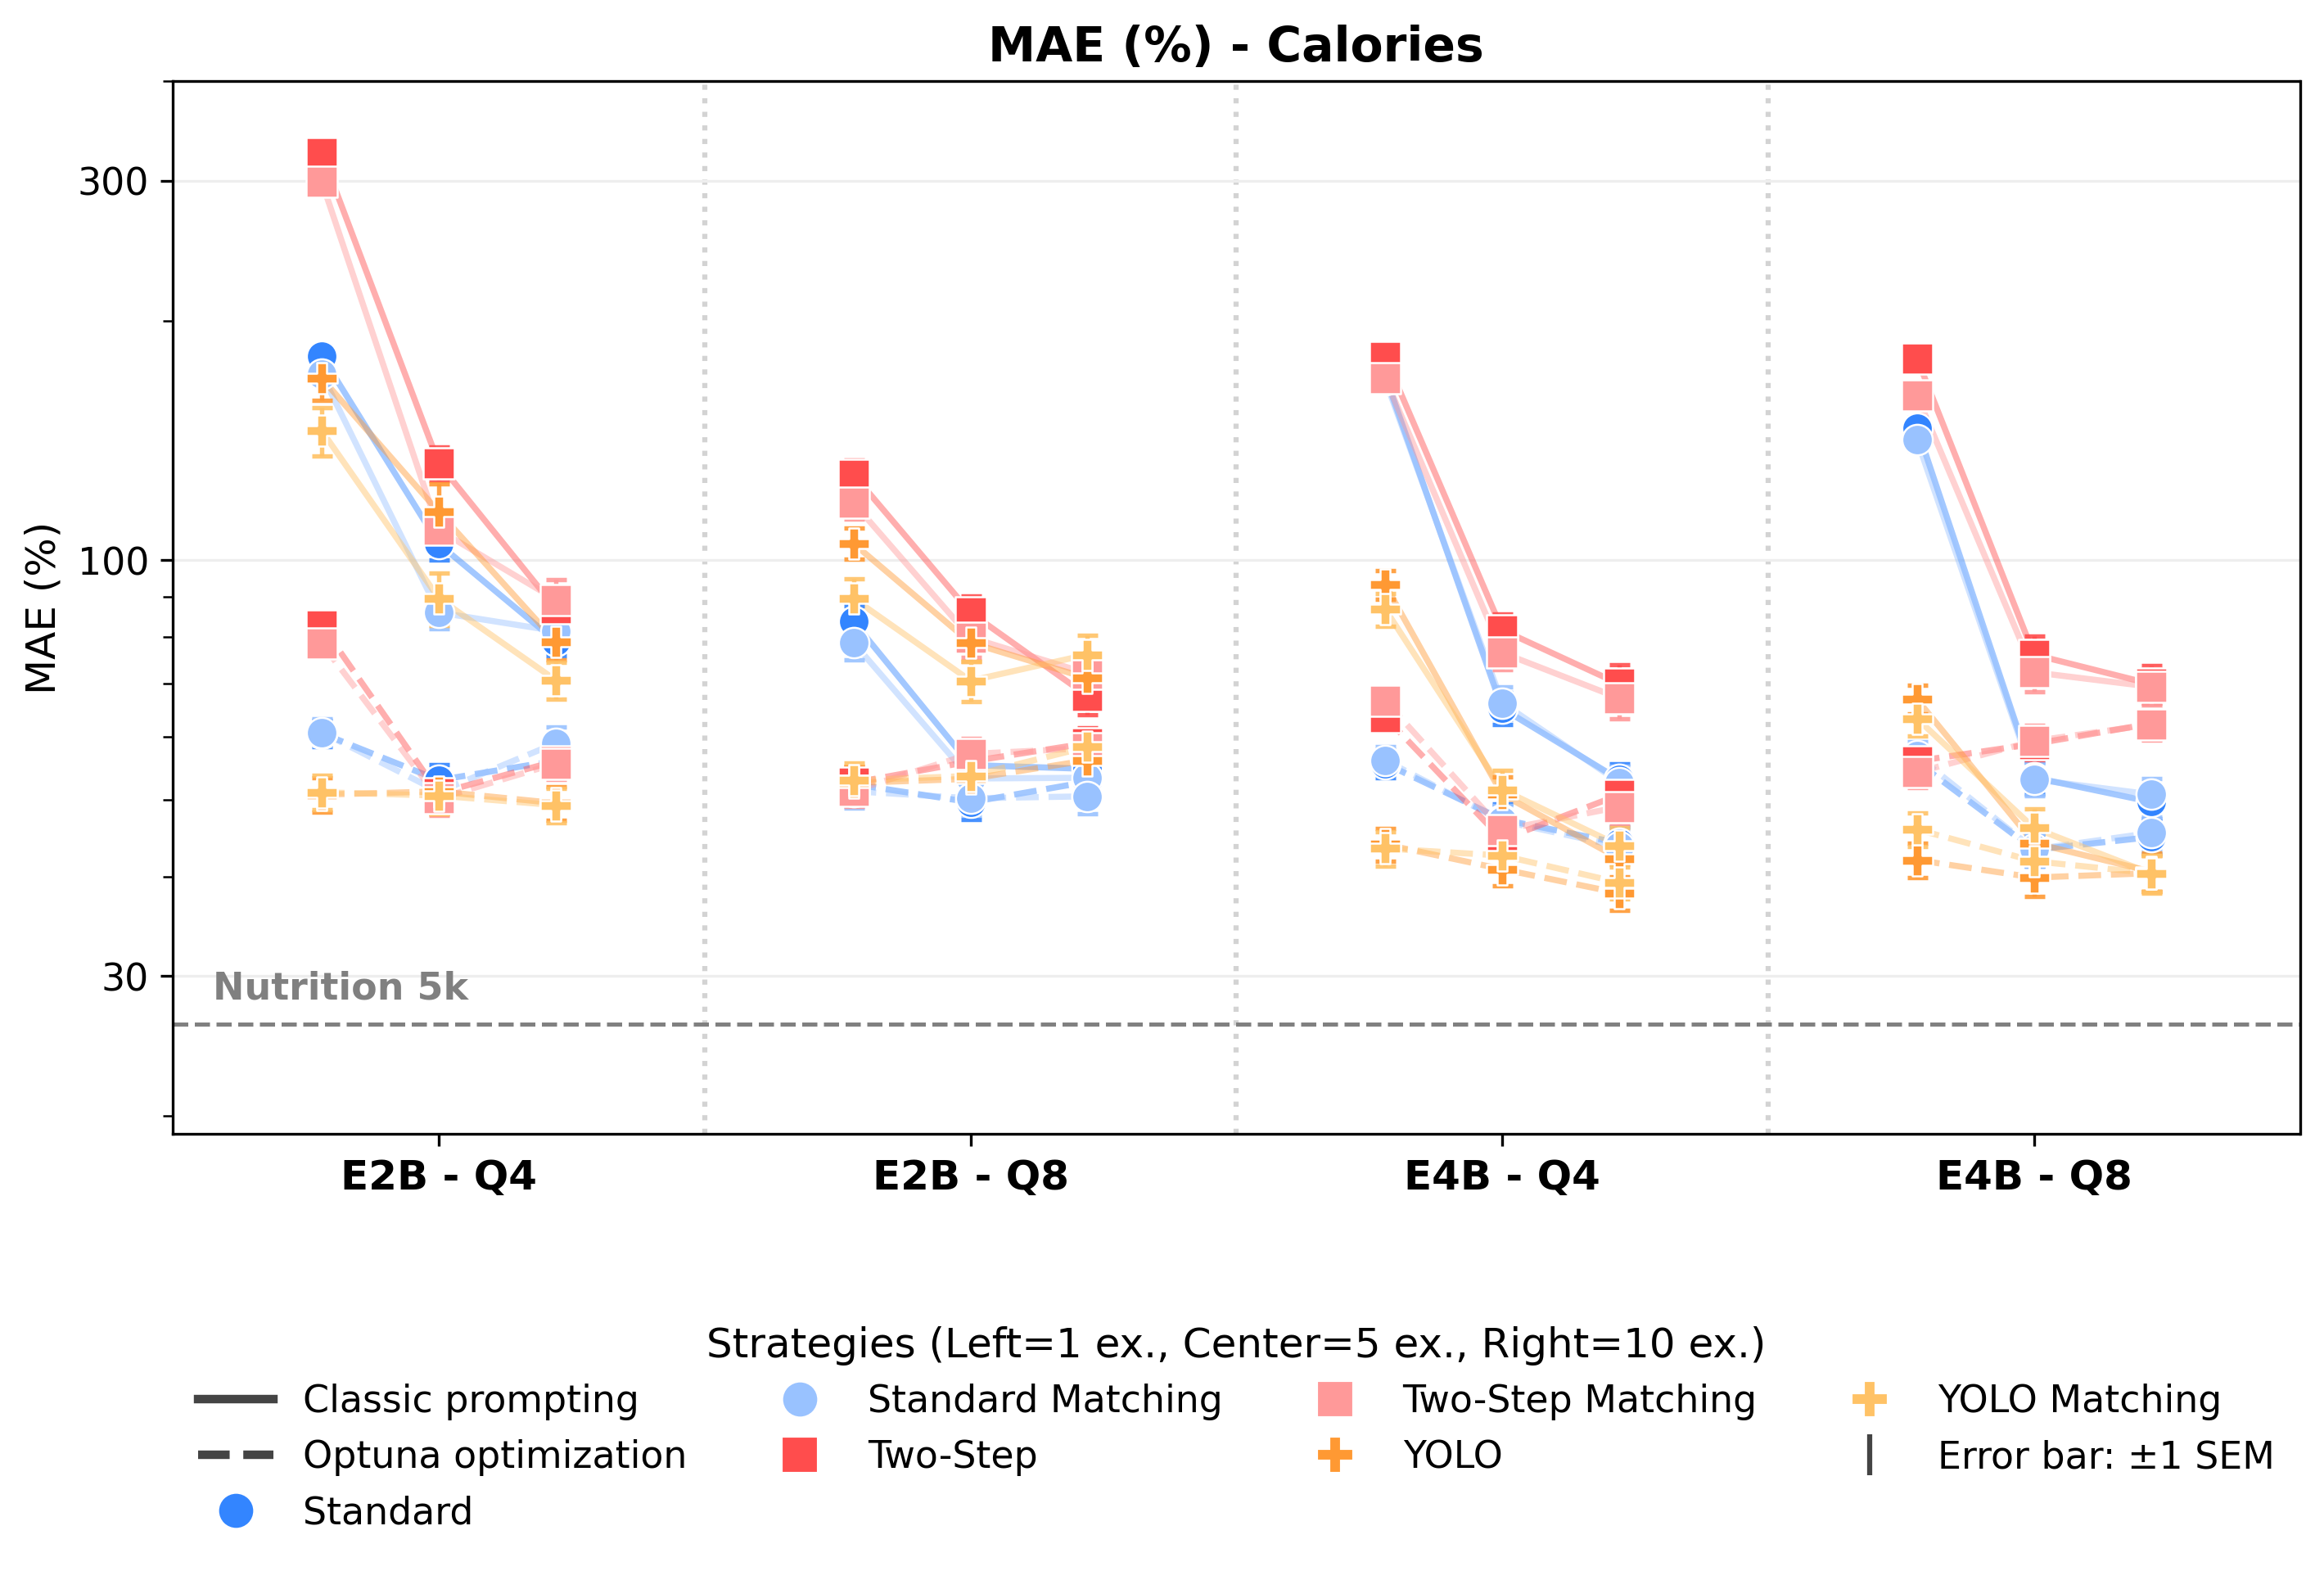 MAE (%) - Calories
MAE (%)
300
100
30
Nutrition 5k
E2B - Q4
E2B - Q8
E4B - Q4
E4B - Q8
Strategies (Left=1 ex., Center=5 ex., Right=10 ex.)
Classic prompting
Optuna optimization
Standard
Standard Matching
Two-Step
Two-Step Matching
YOLO
YOLO Matching
Error bar: ±1 SEM